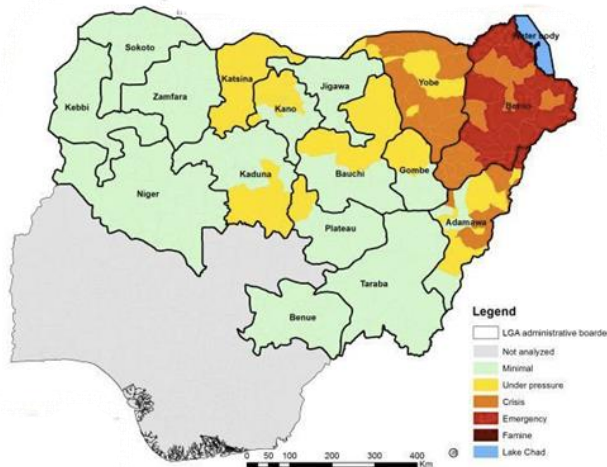 Water body
Sokoto
Katsina
Yobe
Jigawa
Zamfara
Kano
Kebbi
Borno
Kaduna
Bauchi
Gombe
Niger
Adamawa
Plateau
Taraba
Benue
Legend
LGA administrative boarde
Not analyzed
Minimal
Under pressure
Crisis
Emergency
Famine
Lake Chad
0 50 100 200 300 400
Km